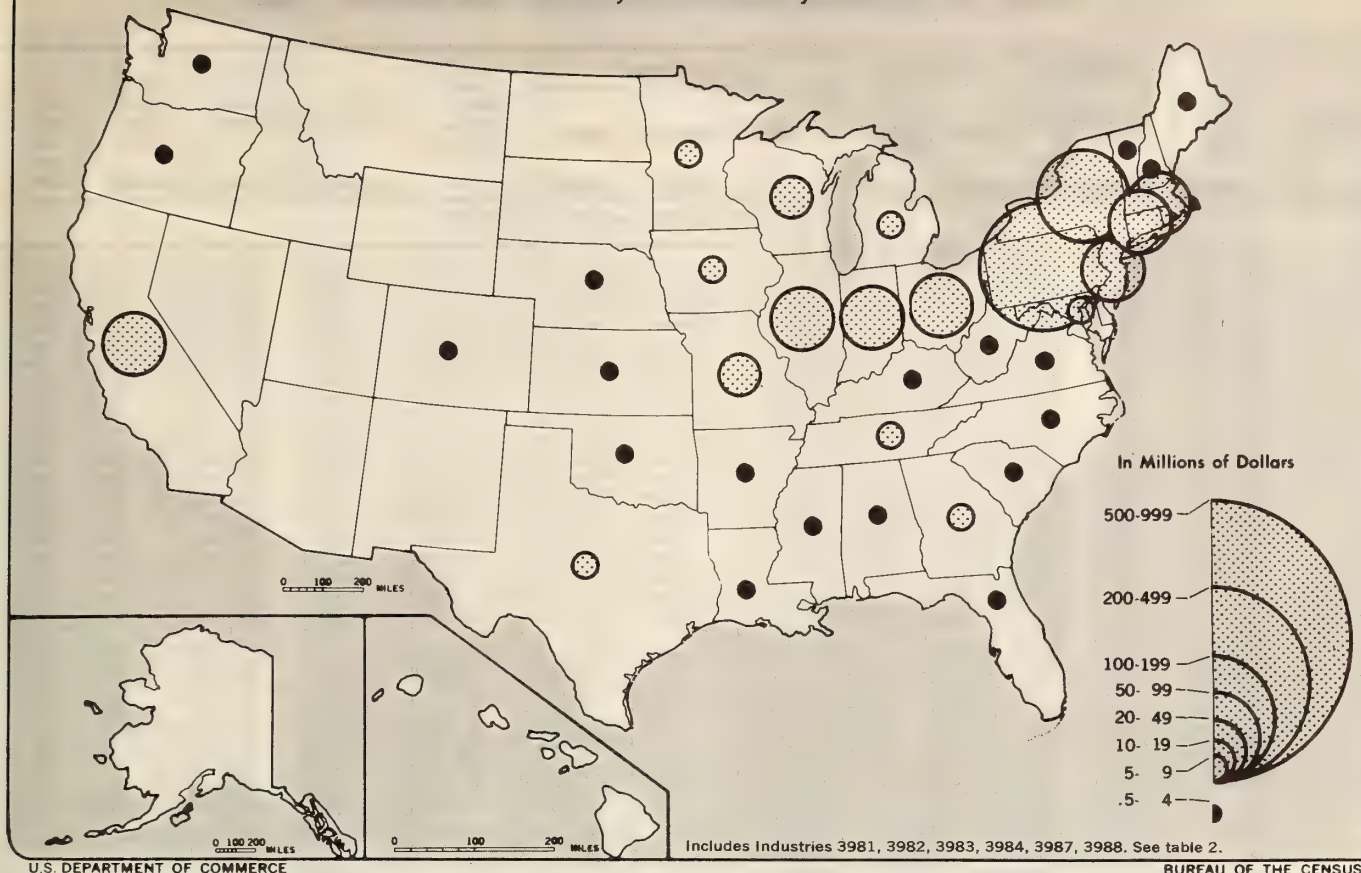 In Millions of Dollars
500-999
200-499
100-199
50- 99
20- 49
10- 19
5- 9
.5- 4
0 100 200 MILES
0 100 200 MILES
0 100 200 MILES
Includes Industries 3981, 3982, 3983, 3984, 3987, 3988. See table 2.
U.S. DEPARTMENT OF COMMERCE
BUREAU OF THE CENSUS